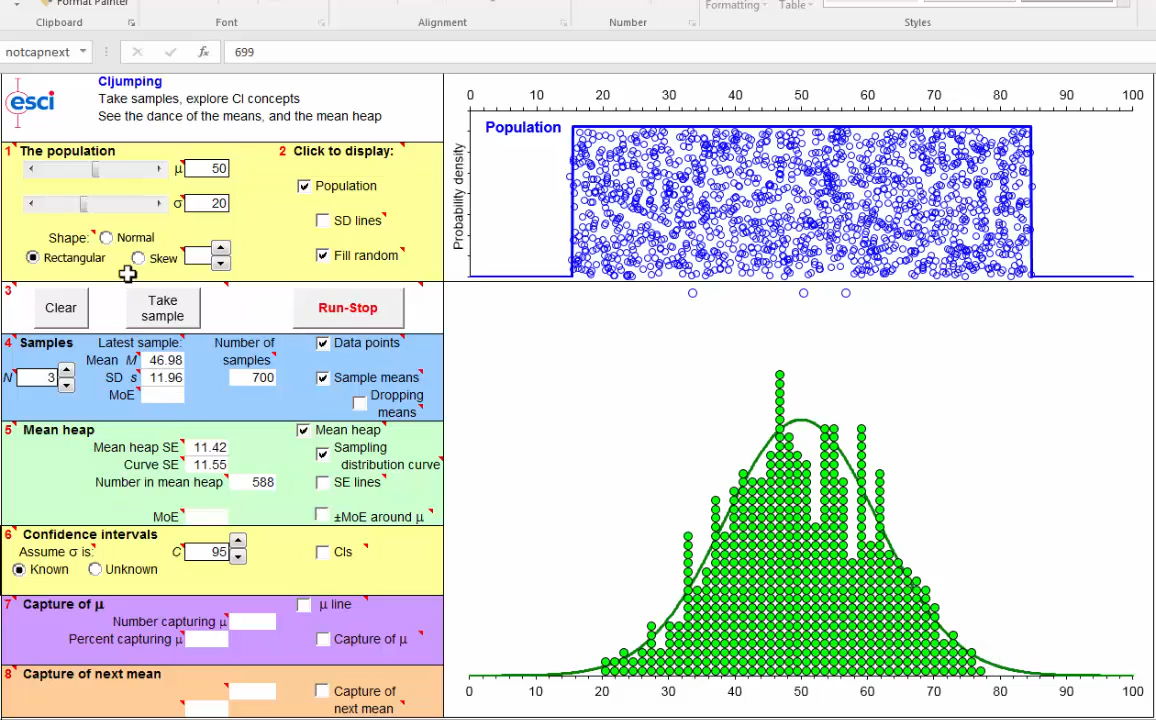 Format Painter
Formatting Table
Clipboard Font Alignment Number Styles
notcapnext fx 699
esci
CIjumping
Take samples, explore CI concepts
See the dance of the means, and the mean heap
1 The population
μ 50
σ 20
Shape: Normal
Rectangular Skew
2 Click to display:
Population
SD lines
Fill random
3
Clear
Take
sample
Run-Stop
4 Samples
Latest sample:
Number of
samples
Mean M 46.98
N 3
SD s 11.96
700
MoE
Data points
Sample means
Dropping
means
5 Mean heap
Mean heap SE 11.42
Curve SE 11.55
Number in mean heap 588
MoE
Mean heap
Sampling
distribution curve
SE lines
±MoE around μ
6 Confidence intervals
Assume σ is:
C 95
Known Unknown
CIs
7 Capture of μ
Number capturing μ
Percent capturing μ
μ line
Capture of μ
8 Capture of next mean
Capture of
next mean
0 10 20 30 40 50 60 70 80 90 100
Population
Probability density
0 10 20 30 40 50 60 70 80 90 100